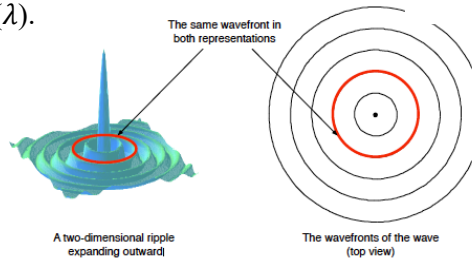 (λ).
The same wavefront in
both representations
A two-dimensional ripple
expanding outward
The wavefronts of the wave
(top view)